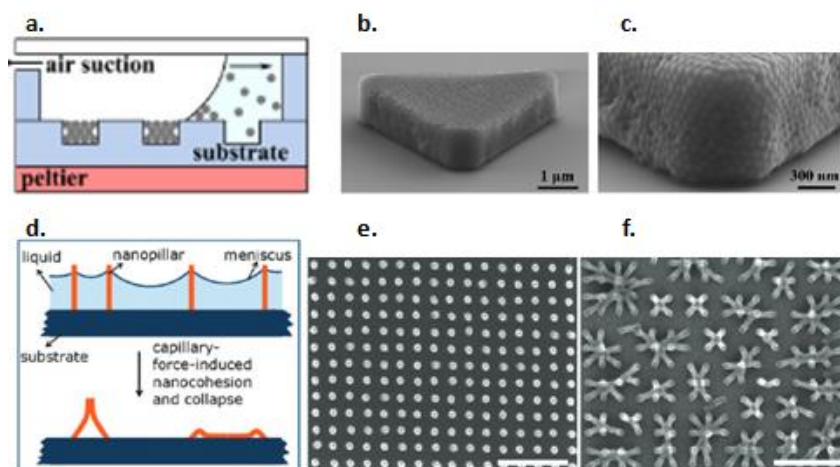 a.
b.
c.
air suction
substrate
peltier
1 μm
300 nm
d.
e.
f.
nanopillar
meniscus
liquid
substrate
capillary-
force-induced
nanocohesion
and collapse